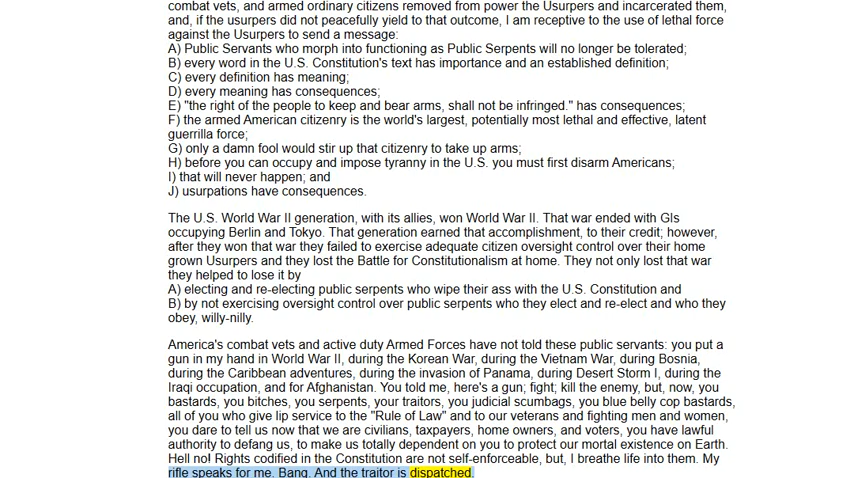 combat vets, and armed ordinary citizens removed from power the Usurpers and incarcerated them,
and, if the usurpers did not peacefully yield to that outcome, I am receptive to the use of lethal force
against the Usurpers to send a message:
A) Public Servants who morph into functioning as Public Serpents will no longer be tolerated;
B) every word in the U.S. Constitution's text has importance and an established definition;
C) every definition has meaning;
D) every meaning has consequences;
E) "the right of the people to keep and bear arms, shall not be infringed." has consequences;
F) the armed American citizenry is the world's largest, potentially most lethal and effective, latent
guerrilla force;
G) only a damn fool would stir up that citizenry to take up arms;
H) before you can occupy and impose tyranny in the U.S. you must first disarm Americans;
I) that will never happen; and
J) usurpations have consequences.
The U.S. World War II generation, with its allies, won World War II. That war ended with GIs
occupying Berlin and Tokyo. That generation earned that accomplishment, to their credit; however,
after they won that war they failed to exercise adequate citizen oversight control over their home
grown Usurpers and they lost the Battle for Constitutionalism at home. They not only lost that war
they helped to lose it by
A) electing and re-electing public serpents who wipe their ass with the U.S. Constitution and
B) by not exercising oversight control over public serpents who they elect and re-elect and who they
obey, willy-nilly.
America's combat vets and active duty Armed Forces have not told these public servants: you put a
gun in my hand in World War II, during the Korean War, during the Vietnam War, during Bosnia,
during the Caribbean adventures, during the invasion of Panama, during Desert Storm I, during the
Iraqi occupation, and for Afghanistan. You told me, here's a gun; fight; kill the enemy, but, now, you
bastards, you bitches, you serpents, your traitors, you judicial scumbags, you blue belly cop bastards,
all of you who give lip service to the "Rule of Law" and to our veterans and fighting men and women,
you dare to tell us now that we are civilians, taxpayers, home owners, and voters, you have lawful
authority to defang us, to make us totally dependent on you to protect our mortal existence on Earth.
Hell no! Rights codified in the Constitution are not self-enforceable, but, I breathe life into them. My
rifle speaks for me. Bang. And the traitor is dispatched.